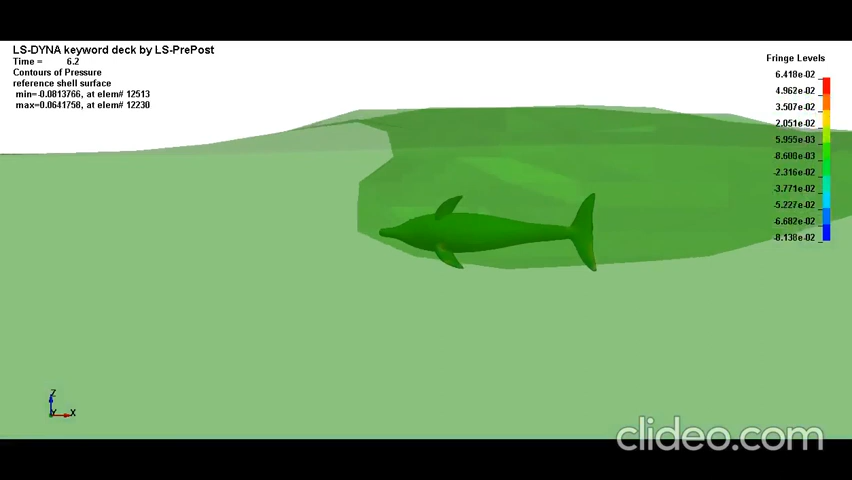 LS-DYNA keyword deck by LS-PrePost
Time = 6.2
Contours of Pressure
reference shell surface
min=-0.0813766, at elem# 12513
max=0.0641758, at elem# 12230
Fringe Levels
6.418e-02
4.962e-02
3.507e-02
2.051e-02
5.955e-03
-8.600e-03
-2.316e-02
-3.771e-02
-5.227e-02
-6.682e-02
-8.138e-02
Z
Y X
clideo.com